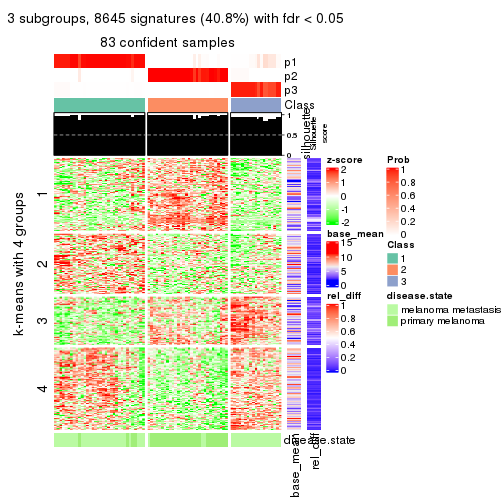 3 subgroups, 8645 signatures (40.8%) with fdr < 0.05
83 confident samples
p1
p2
p3
Class
1
0.5
0
silhouettes
Silhouette
score
k-means with 4 groups
1
2
3
4
z-score
2
1
0
-1
-2
base_mean
15
10
5
0
rel_diff
1
0.8
0.6
0.4
0.2
0
Prob
1
0.8
0.6
0.4
0.2
0
Class
1
2
3
disease.state
melanoma metastasis
primary melanoma
disease.state
base_mean
rel_diff